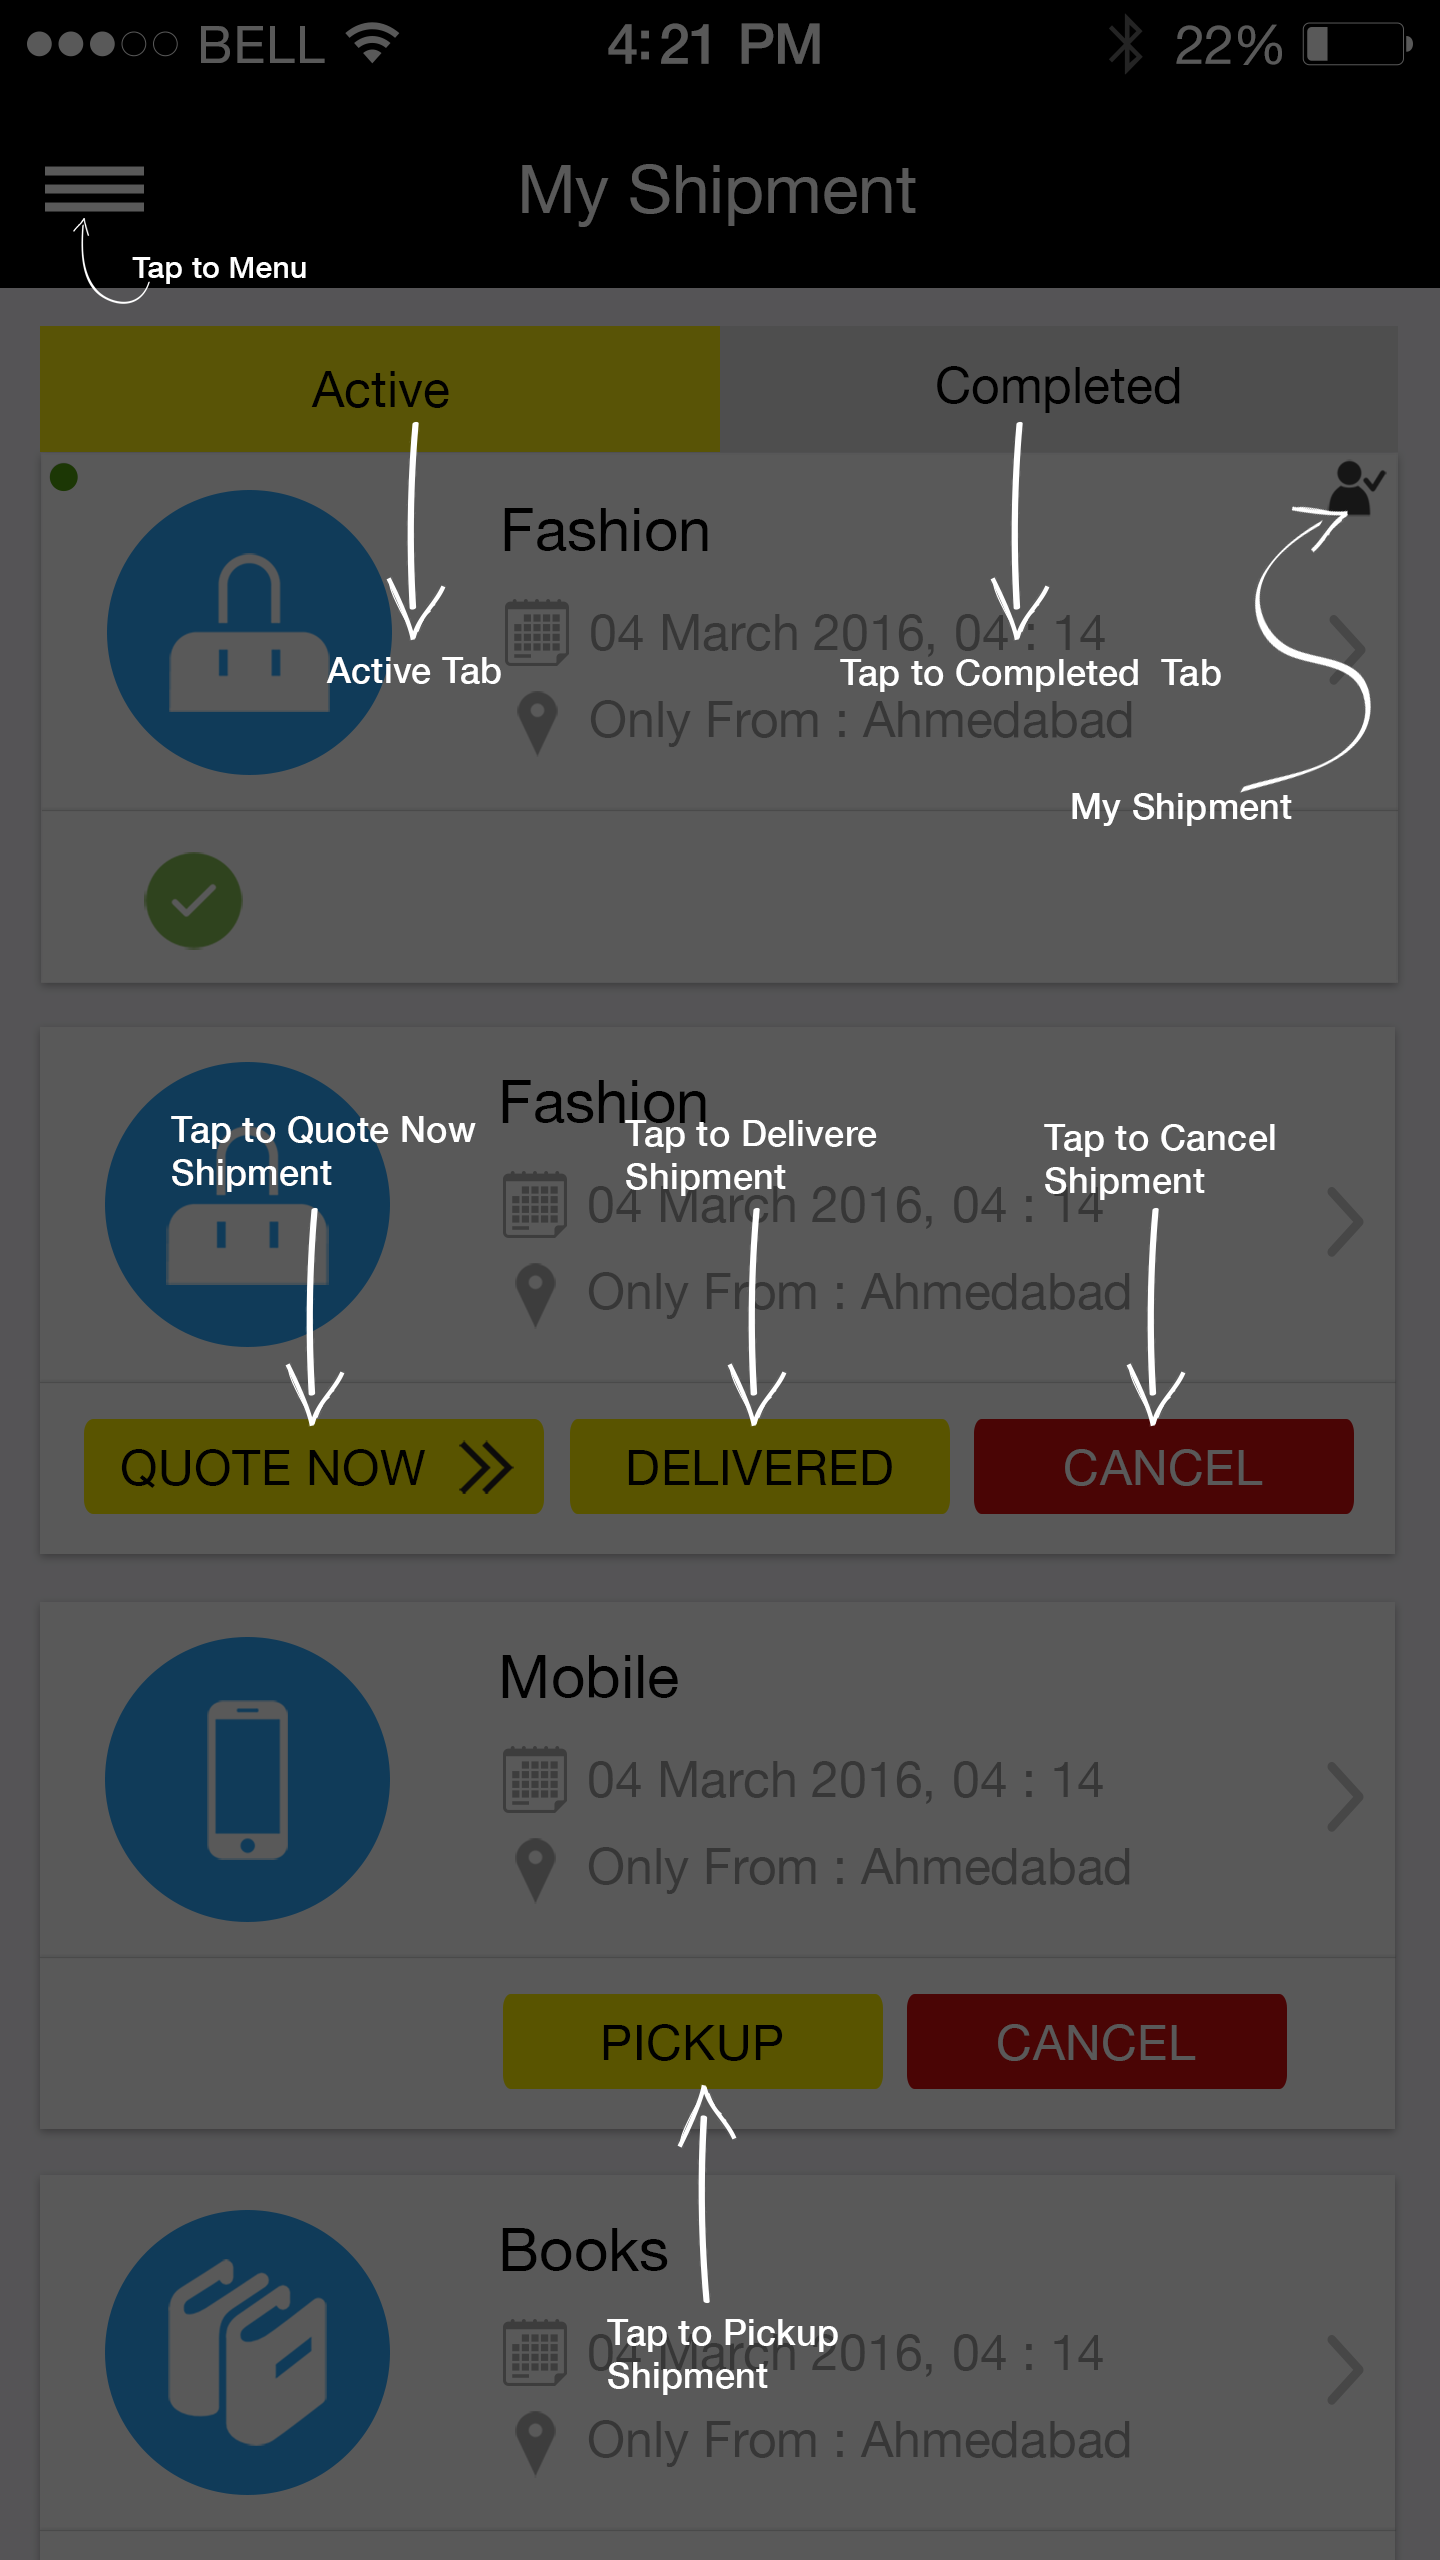 BELL 4:21 PM 22%
My Shipment
Tap to Menu
Active Completed
Fashion
04 March 2016, 04 : 14
Active Tab
Tap to Completed Tab
Only From : Ahmedabad
My Shipment
Fashion
Tap to Quote Now
Shipment
Tap to Delivere
Shipment
Tap to Cancel
Shipment
04 March 2016, 04 : 14
Only From : Ahmedabad
QUOTE NOW DELIVERED CANCEL
Mobile
04 March 2016, 04 : 14
Only From : Ahmedabad
PICKUP CANCEL
Books
Tap to Pickup
Shipment
04 March 2016, 04 : 14
Only From : Ahmedabad